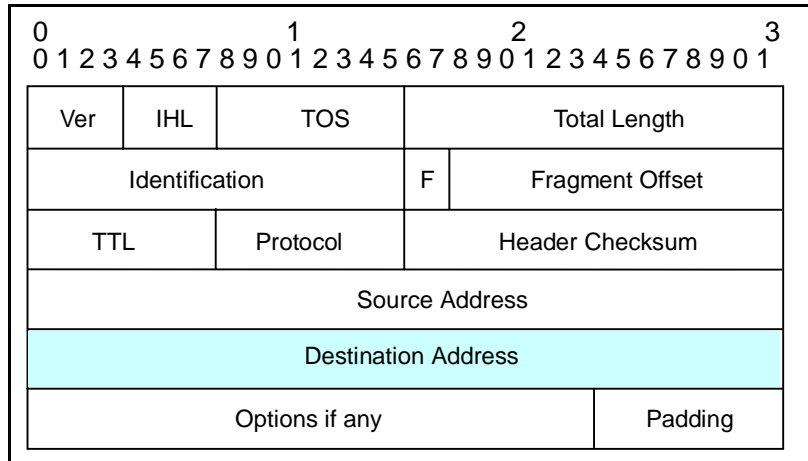 0 1 2 3
0 1 2 3 4 5 6 7 8 9 0 1 2 3 4 5 6 7 8 9 0 1 2 3 4 5 6 7 8 9 0 1
Ver IHL TOS Total Length
Identification F Fragment Offset
TTL Protocol Header Checksum
Source Address
Destination Address
Options if any Padding